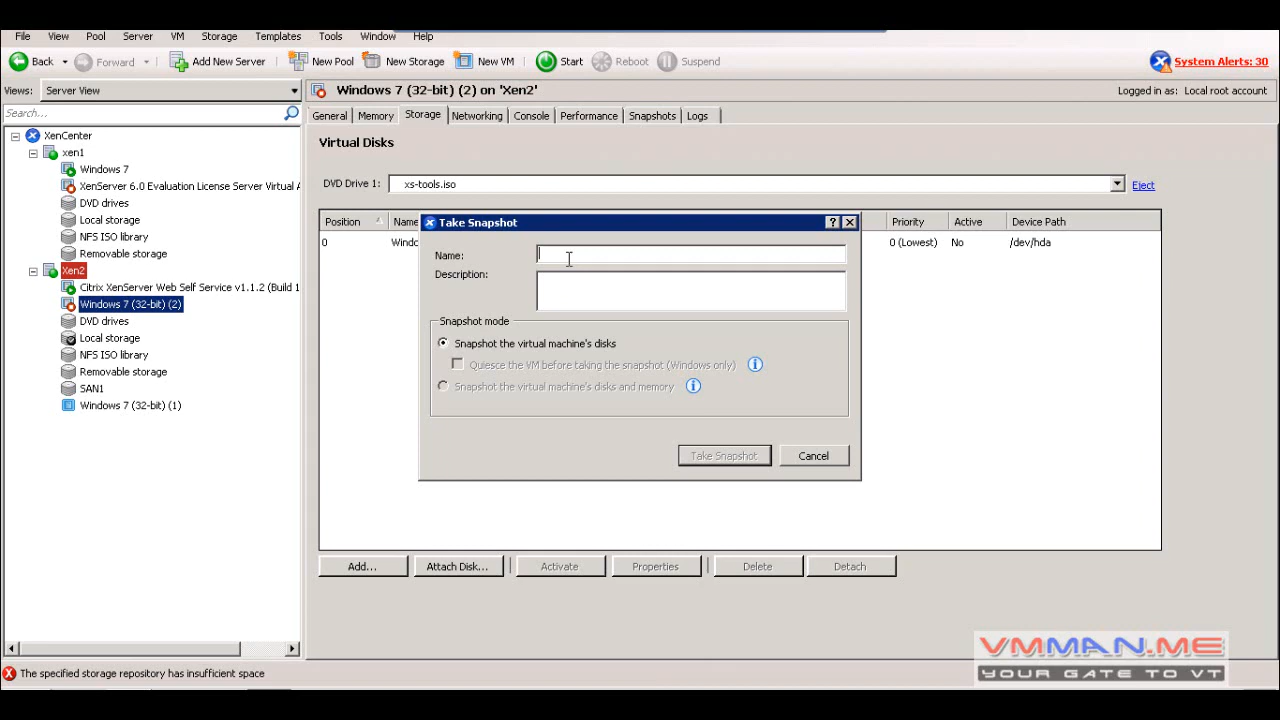 File View Pool Server VM Storage Templates Tools Window Help
Back Forward Add New Server New Pool New Storage New VM Start Reboot Suspend System Alerts: 30
Views: Server View Windows 7 (32-bit) (2) on 'Xen2' Logged in as: Local root account
Search... General Memory Storage Networking Console Performance Snapshots Logs
XenCenter
xen1
Windows 7
XenServer 6.0 Evaluation License Server Virtual A
DVD drives
Local storage
NFS ISO library
Removable storage
Xen2
Citrix XenServer Web Self Service v1.1.2 (Build 1
Windows 7 (32-bit) (2)
DVD drives
Local storage
NFS ISO library
Removable storage
SAN1
Windows 7 (32-bit) (1)
Virtual Disks
DVD Drive 1: xs-tools.iso Eject
Position Name Priority Active Device Path
0 Windo 0 (Lowest) No /dev/hda
Take Snapshot
Name:
Description:
Snapshot mode
Snapshot the virtual machine's disks
Quiesce the VM before taking the snapshot (Windows only)
Snapshot the virtual machine's disks and memory
Take Snapshot Cancel
Add... Attach Disk... Activate Properties Delete Detach
VMMAN.ME
YOUR GATE TO VT
The specified storage repository has insufficient space